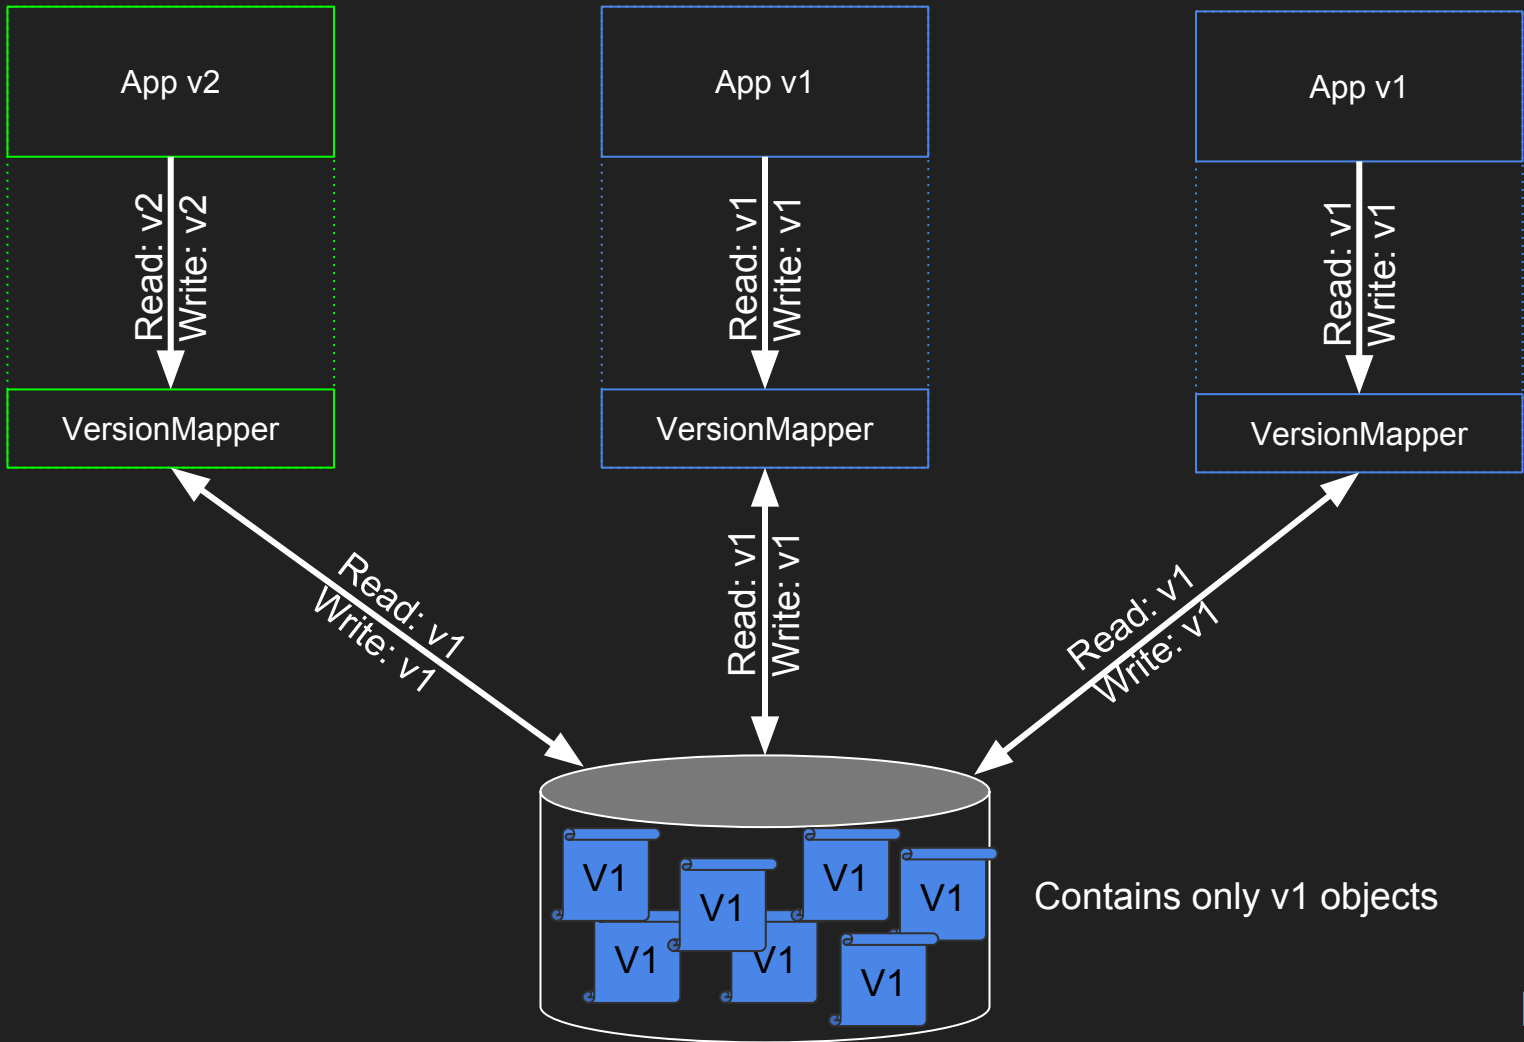 App v2
App v1
App v1
Read: v2
Write: v2
Read: v1
Write: v1
Read: v1
Write: v1
VersionMapper
VersionMapper
VersionMapper
Read: v1
Write: v1
Read: v1
Write: v1
Read: v1
Write: v1
V1
V1
V1
V1
V1
V1
V1
Contains only v1 objects